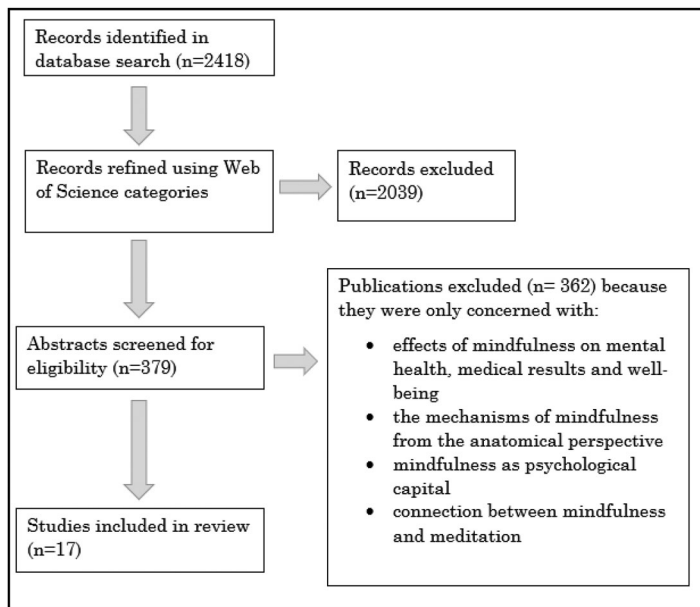 Records identified in
database search (n=2418)
Records refined using Web
of Science categories
Records excluded
(n=2039)
Abstracts screened for
eligibility (n=379)
Publications excluded (n= 362) because
they were only concerned with:
• effects of mindfulness on mental
health, medical results and well-
being
• the mechanisms of mindfulness
from the anatomical perspective
• mindfulness as psychological
capital
• connection between mindfulness
and meditation
Studies included in review
(n=17)